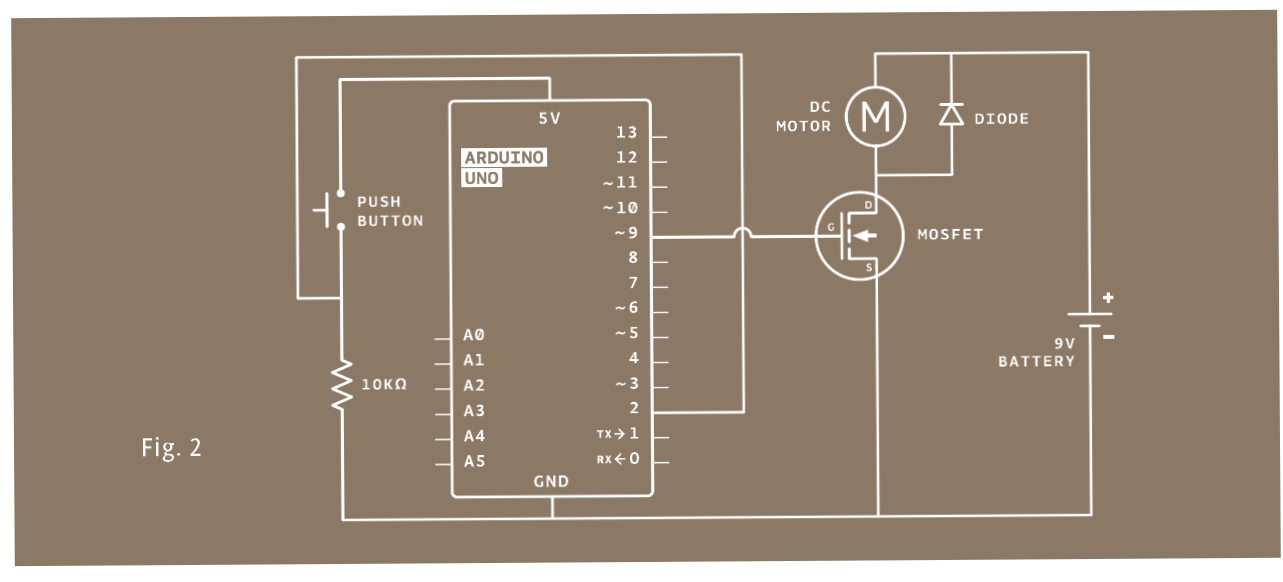 5V
ARDUINO
UNO
13
12
~11
~10
~9
8
7
~6
~5
4
~3
2
TX→1
RX←0
A0
A1
A2
A3
A4
A5
GND
PUSH
BUTTON
10KΩ
DC
MOTOR
M
DIODE
D
G
S
MOSFET
+
9V
BATTERY
−
Fig. 2